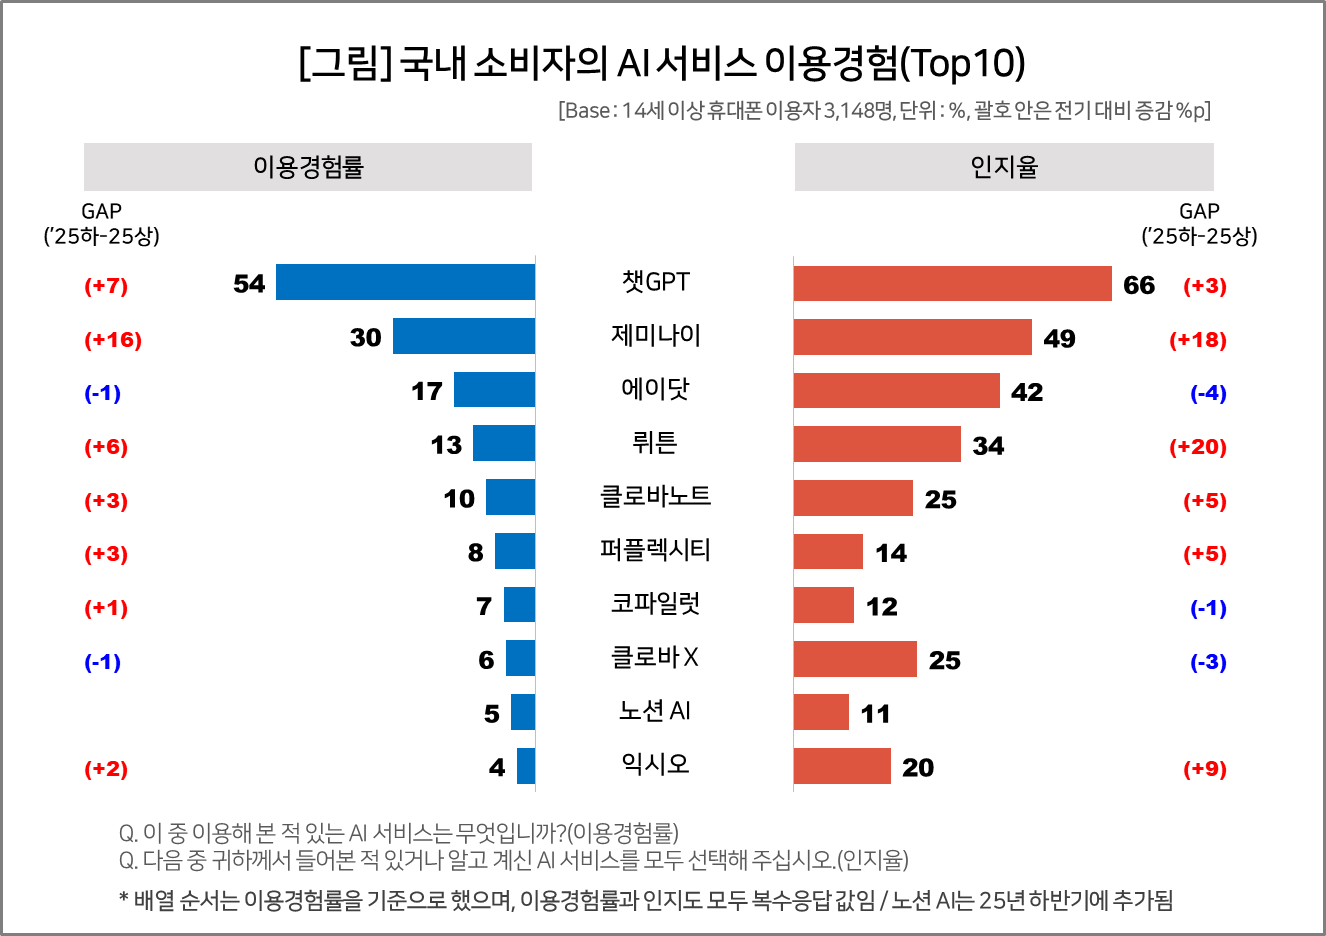 [그림] 국내 소비자의 AI 서비스 이용경험(Top10)
[Base : 14세 이상 휴대폰 이용자 3,148명, 단위 : %, 괄호 안은 전기 대비 증감 %p]
이용경험률 인지율
GAP GAP
('25하-25상) ('25하-25상)
(+7) 54 챗GPT 66 (+3)
(+16) 30 제미나이 49 (+18)
(-1) 17 에이닷 42 (-4)
(+6) 13 뤼튼 34 (+20)
(+3) 10 클로바노트 25 (+5)
(+3) 8 퍼플렉시티 14 (+5)
(+1) 7 코파일럿 12 (-1)
(-1) 6 클로바 X 25 (-3)
5 노션 AI 11
(+2) 4 익시오 20 (+9)
Q. 이 중 이용해 본 적 있는 AI 서비스는 무엇입니까?(이용경험률)
Q. 다음 중 귀하께서 들어본 적 있거나 알고 계신 AI 서비스를 모두 선택해 주십시오.(인지율)
* 배열 순서는 이용경험률을 기준으로 했으며, 이용경험률과 인지도 모두 복수응답 값임 / 노션 AI는 25년 하반기에 추가됨